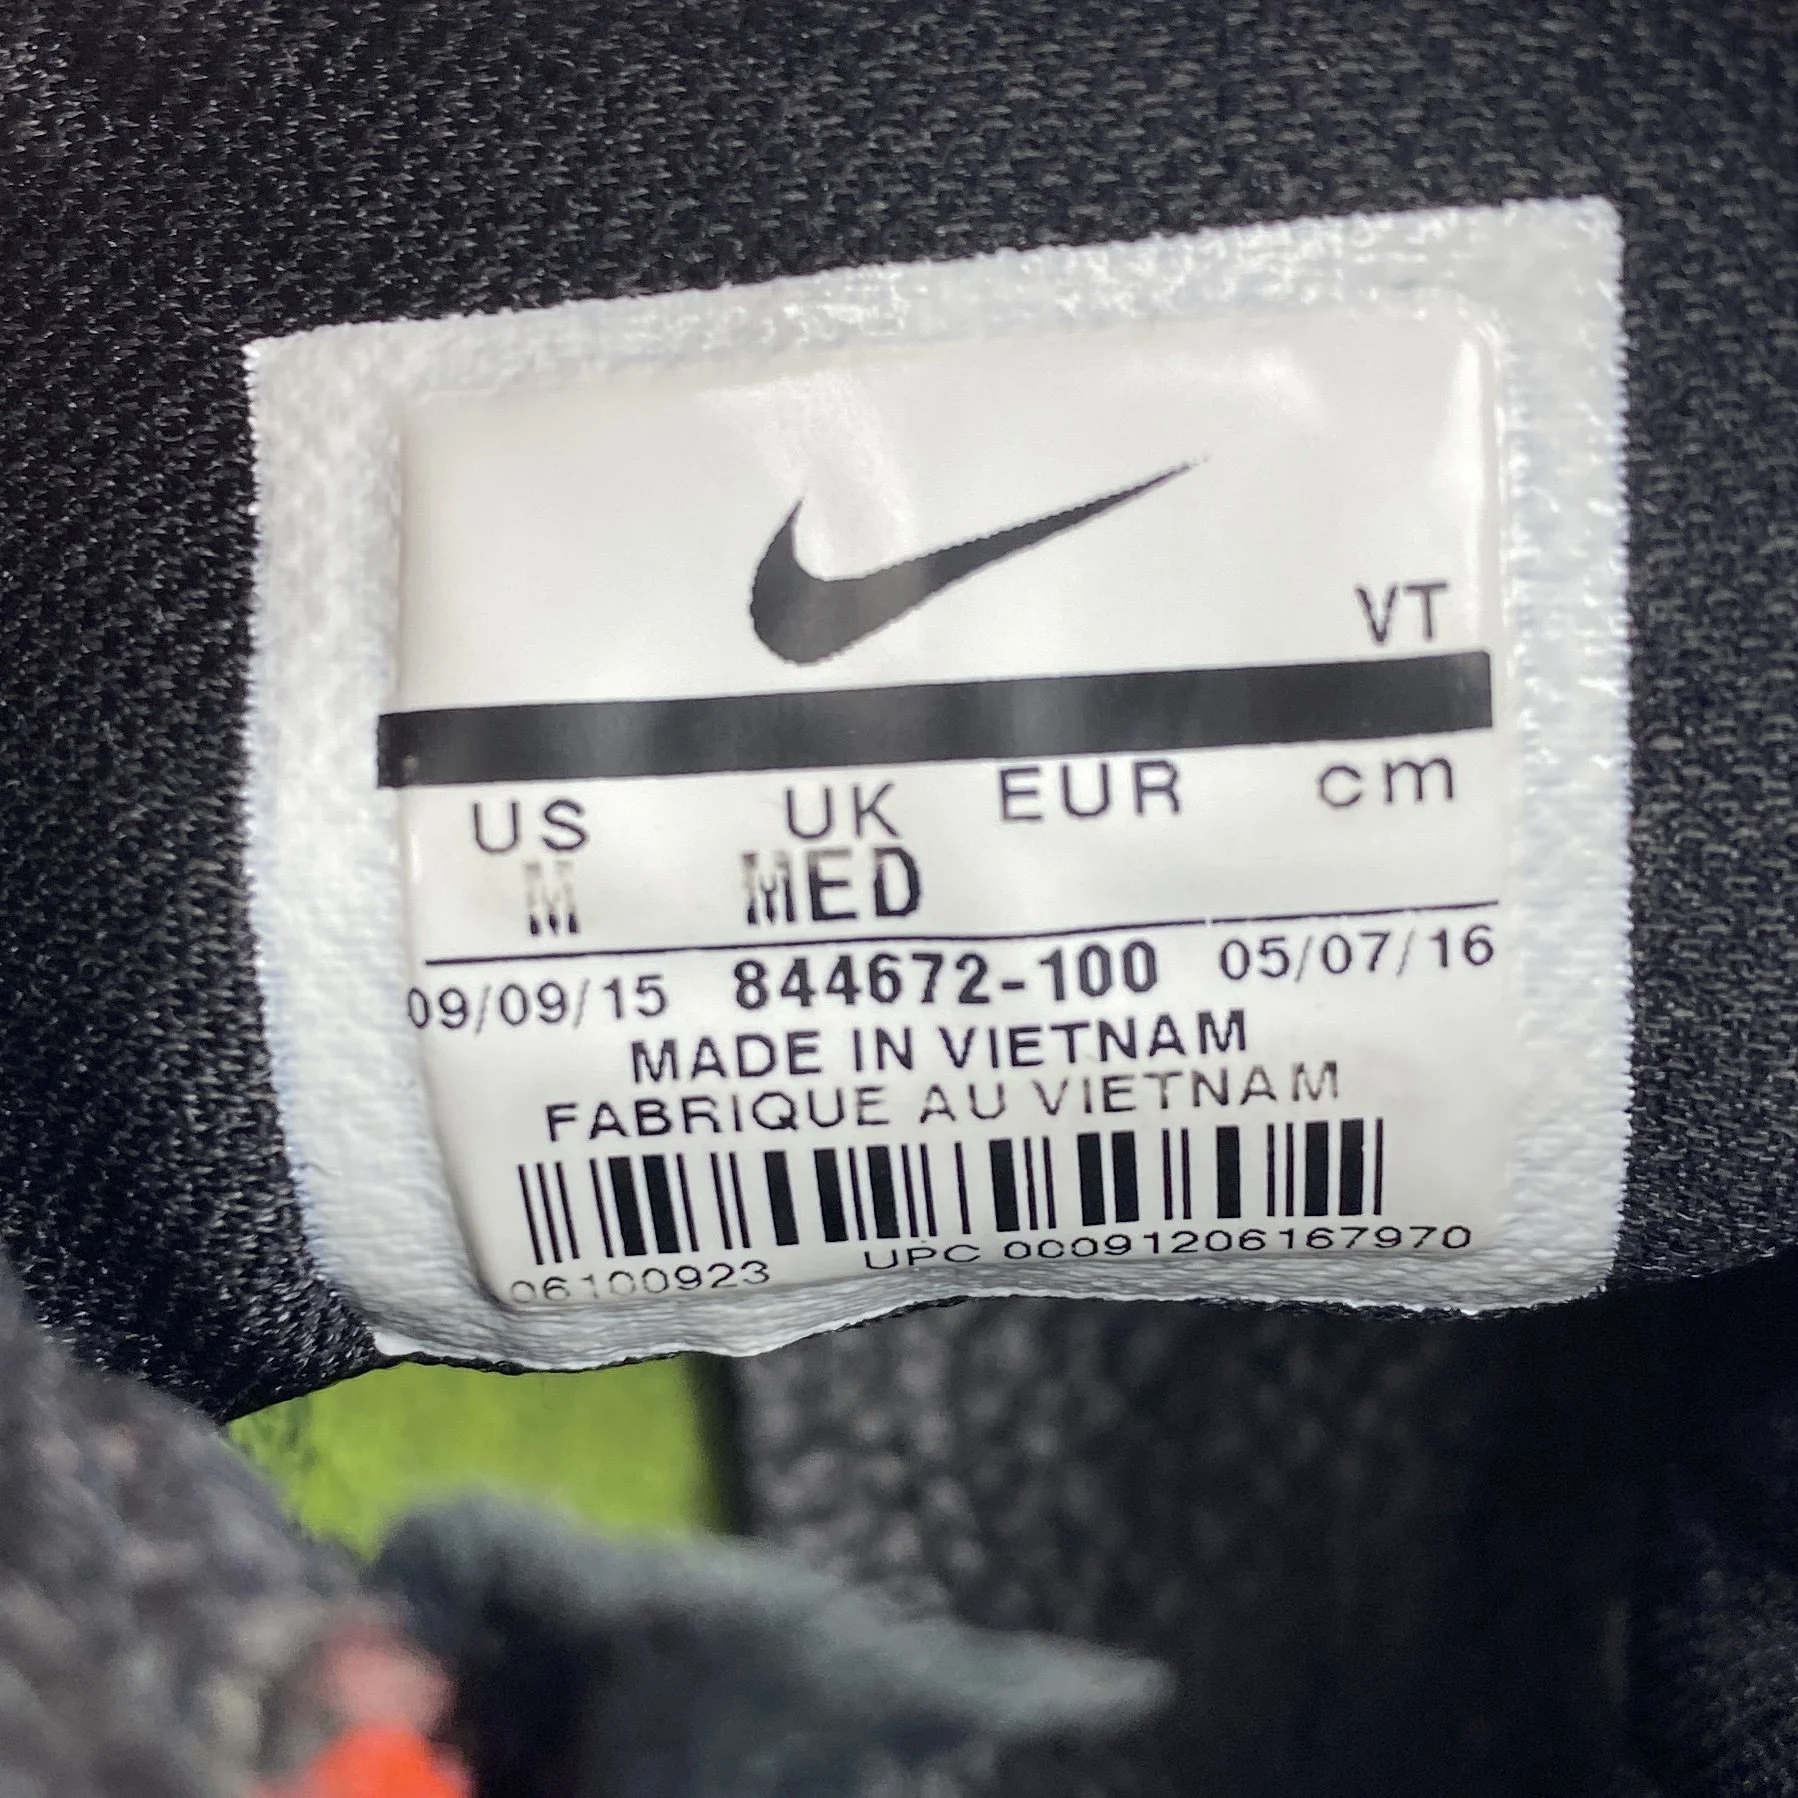 VT
US UK EUR cm
M MED
09/09/15 844672-100 05/07/16
MADE IN VIETNAM
FABRIQUE AU VIETNAM
06100923 UPC 00091206167970